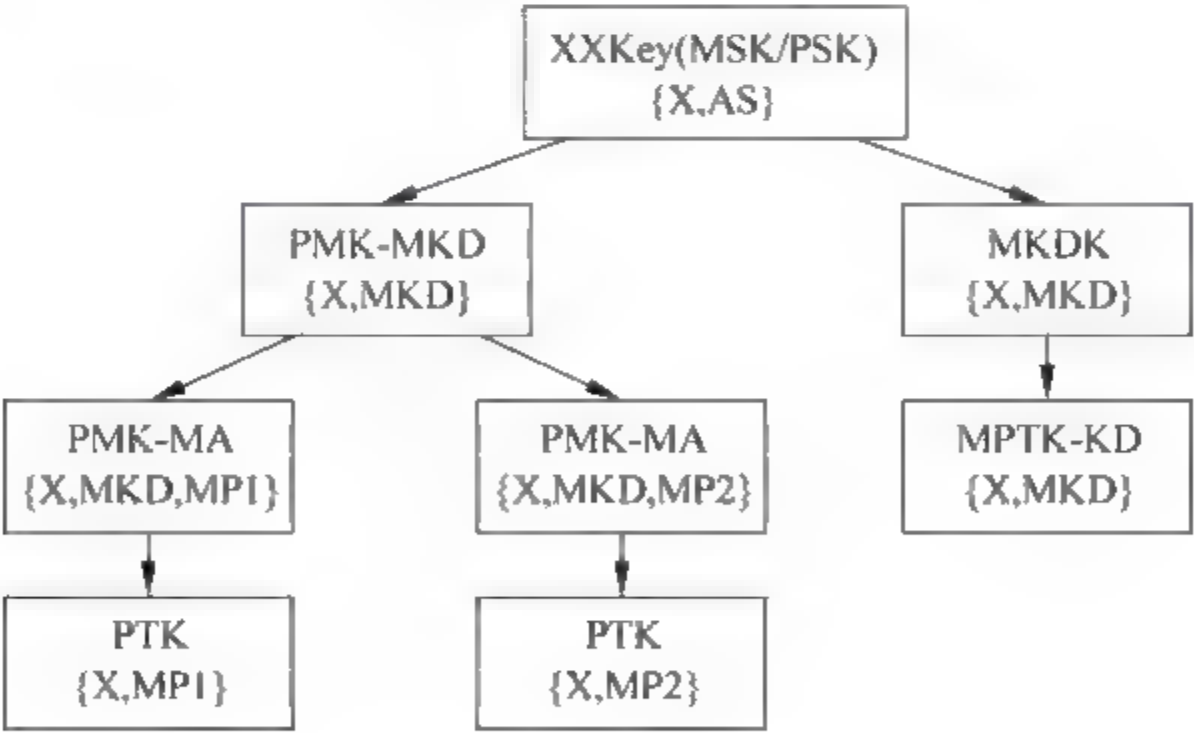 XXKey(MSK/PSK)
{X,AS}
PMK-MKD
{X,MKD}
MKDK
{X,MKD}
PMK-MA
{X,MKD,MP1}
PMK-MA
{X,MKD,MP2}
MPTK-KD
{X,MKD}
PTK
{X,MP1}
PTK
{X,MP2}